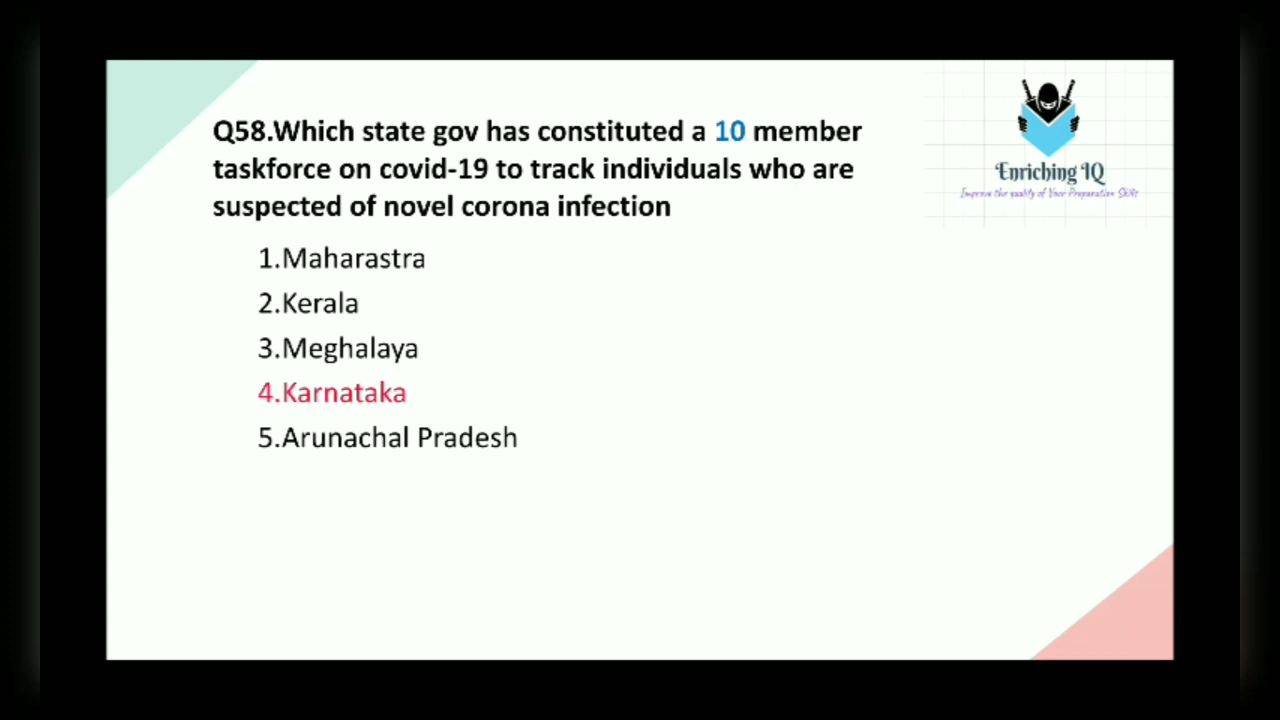 Q58.Which state gov has constituted a 10 member
taskforce on covid-19 to track individuals who are
suspected of novel corona infection
1.Maharastra
2.Kerala
3.Meghalaya
4.Karnataka
5.Arunachal Pradesh
Enriching IQ
Improve the quality of Your Preparation Skills